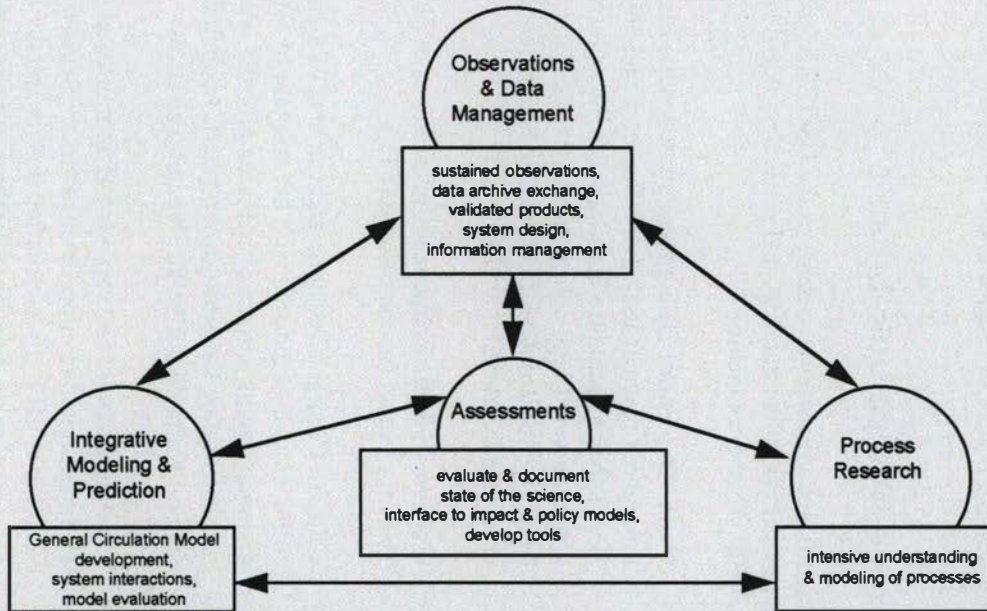 Observations
& Data
Management
sustained observations,
data archive exchange,
validated products,
system design,
information management
Integrative
Modeling &
Prediction
General Circulation Model
development,
system interactions,
model evaluation
Assessments
evaluate & document
state of the science,
interface to impact & policy models,
develop tools
Process
Research
intensive understanding
& modeling of processes